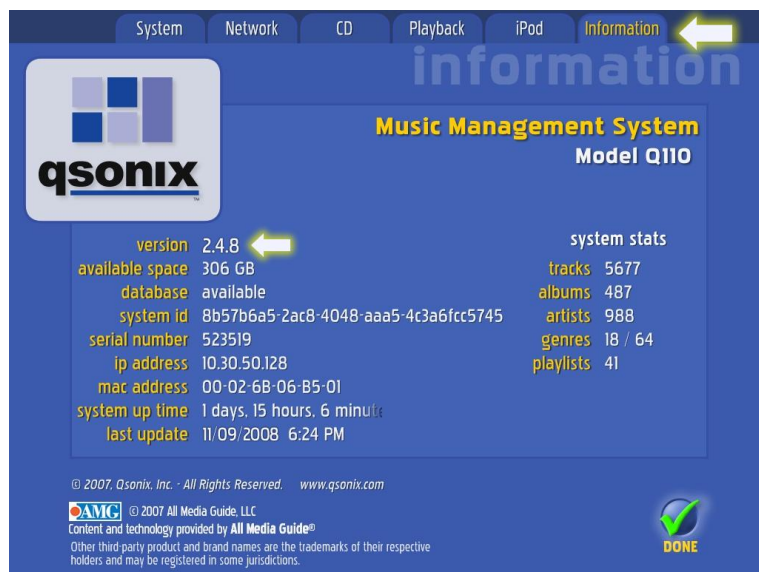 System Network CD Playback iPod Information
information
qsonix
™
Music Management System
Model Q110
version 2.4.8
available space 306 GB
database available
system id 8b57b6a5-2ac8-4048-aaa5-4c3a6fcc5745
serial number 523519
ip address 10.30.50.128
mac address 00-02-6B-06-B5-01
system up time 1 days, 15 hours, 6 minute
last update 11/09/2008 6:24 PM
system stats
tracks 5677
albums 487
artists 988
genres 18 / 64
playlists 41
© 2007, Qsonix, Inc. - All Rights Reserved. www.qsonix.com
AMG © 2007 All Media Guide, LLC
Content and technology provided by All Media Guide®
Other third-party product and brand names are the trademarks of their respective
holders and may be registered in some jurisdictions.
DONE